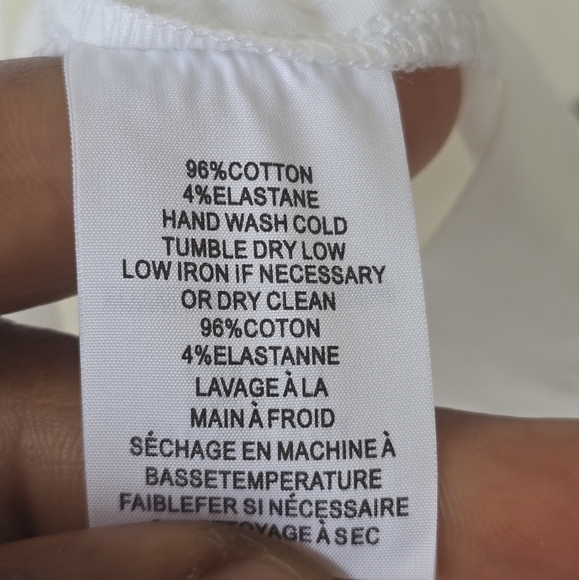 96%COTTON
4%ELASTANE
HAND WASH COLD
TUMBLE DRY LOW
LOW IRON IF NECESSARY
OR DRY CLEAN
96%COTON
4%ELASTANNE
LAVAGE À LA
MAIN À FROID
SÉCHAGE EN MACHINE À
BASSETEMPERATURE
FAIBLEFER SI NÉCESSAIRE
À SEC